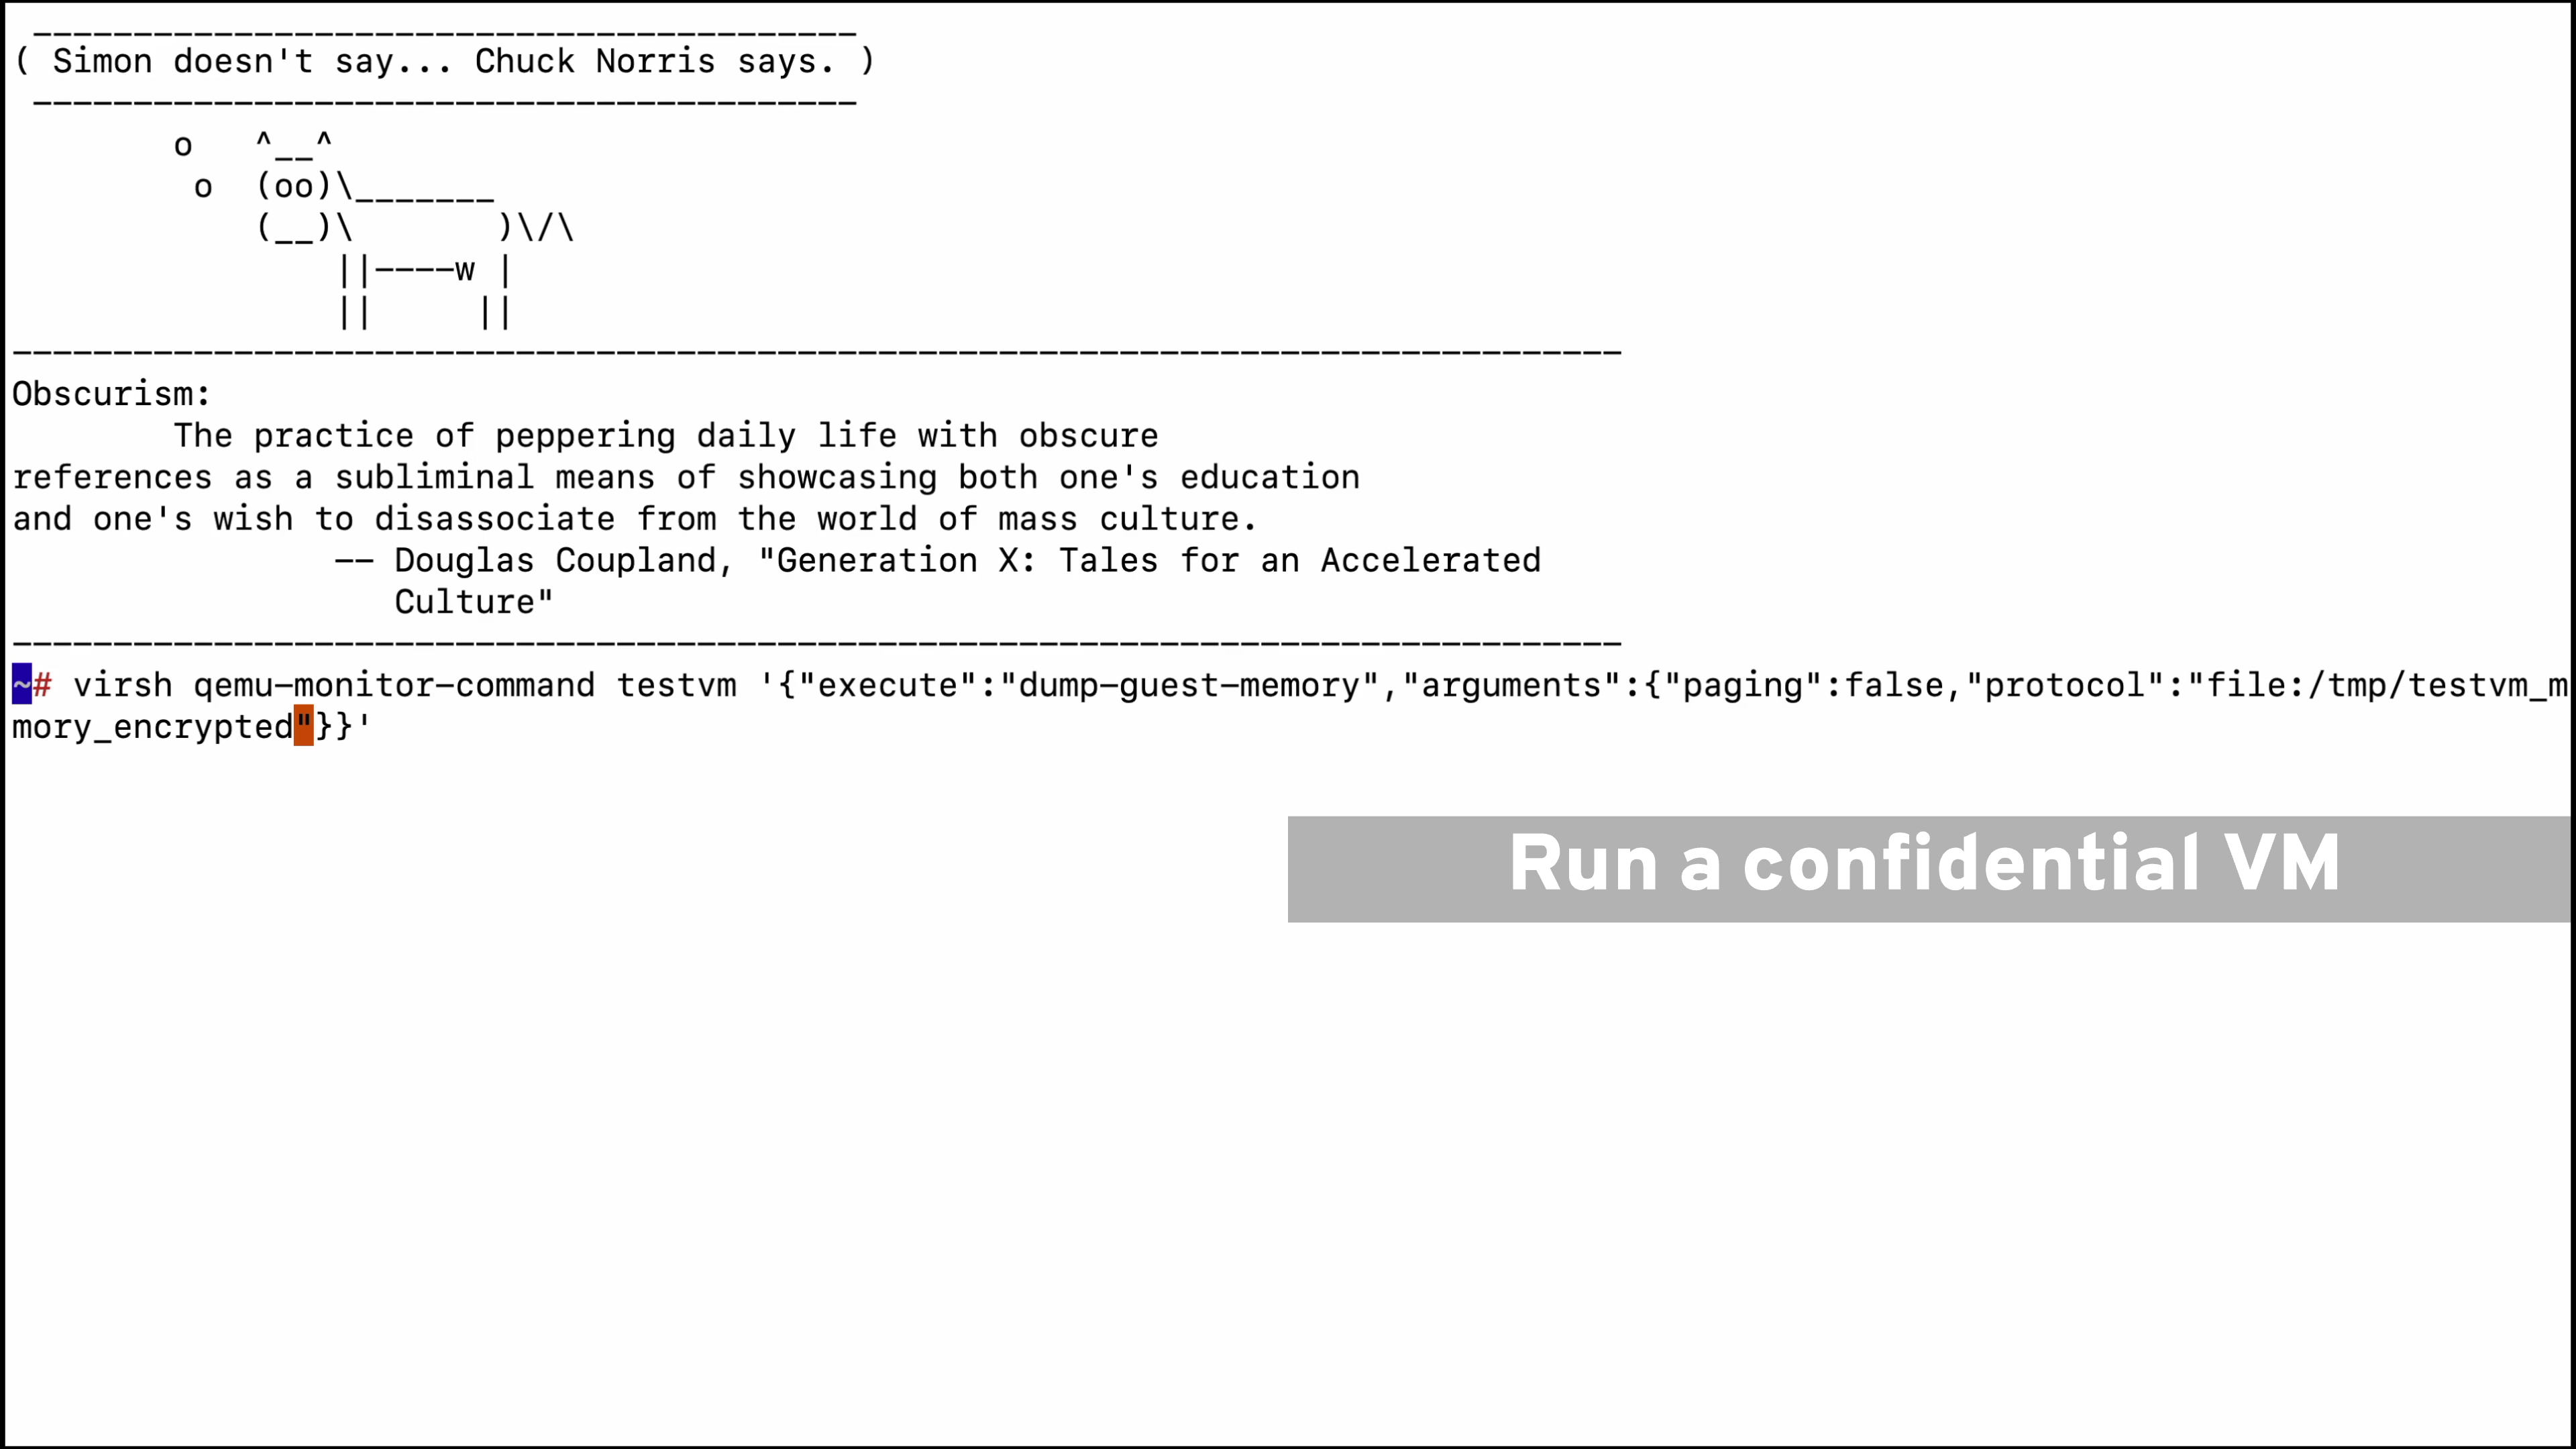 _________________________________________
( Simon doesn't say... Chuck Norris says. )
 -----------------------------------------
        o   ^__^
         o  (oo)\_______
            (__)\       )\/\
                ||----w |
                ||     ||
--------------------------------------------------------------------------------
Obscurism:
        The practice of peppering daily life with obscure
references as a subliminal means of showcasing both one's education
and one's wish to disassociate from the world of mass culture.
                -- Douglas Coupland, "Generation X: Tales for an Accelerated
                   Culture"
--------------------------------------------------------------------------------
~# virsh qemu-monitor-command testvm '{"execute":"dump-guest-memory","arguments":{"paging":false,"protocol":"file:/tmp/testvm_m
mory_encrypted"}}'
Run a confidential VM